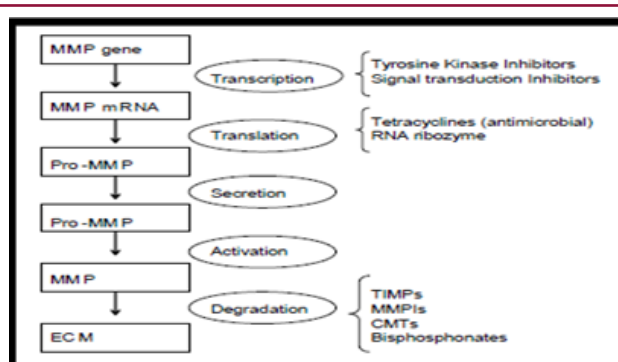 MMP gene
Transcription
Tyrosine Kinase Inhibitors
Signal transduction Inhibitors
MMP mRNA
Translation
Tetracyclines (antimicrobial)
RNA ribozyme
Pro-MMP
Secretion
Pro-MMP
Activation
MMP
Degradation
TIMPs
MMPIs
CMTs
Bisphosphonates
ECM